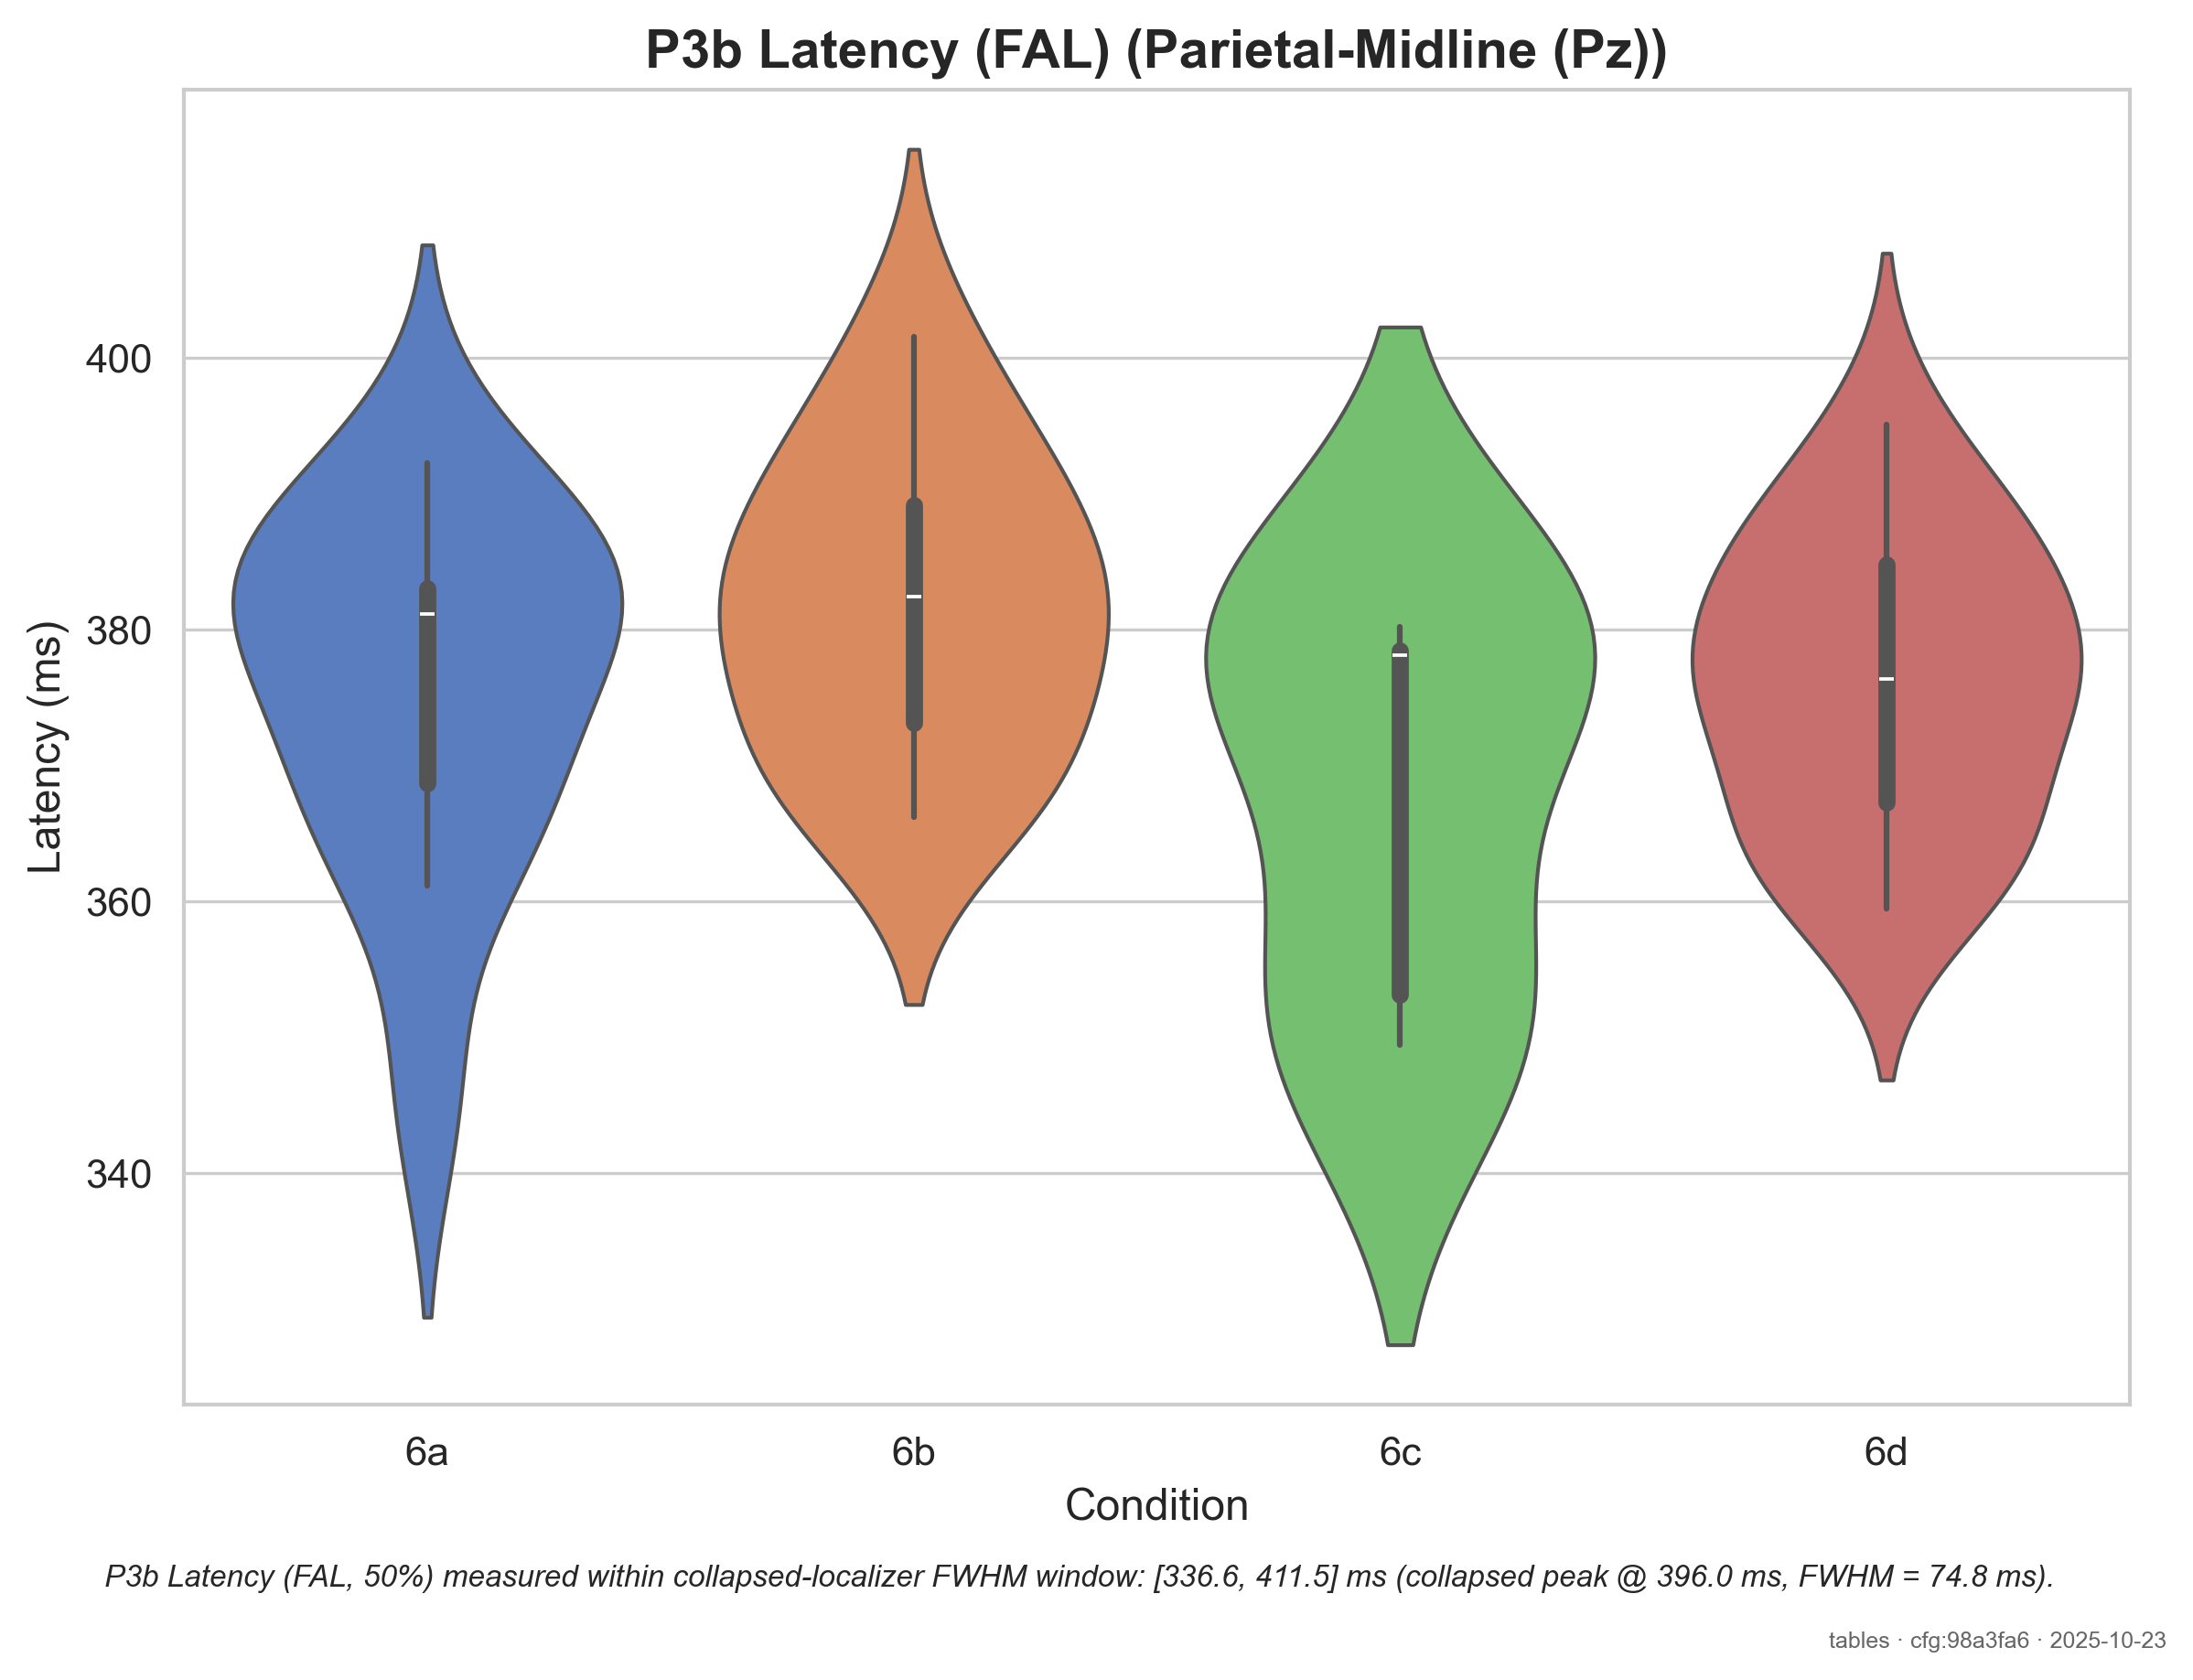 P3b Latency (FAL) (Parietal-Midline (Pz))
Latency (ms)
400
380
360
340
6a 6b 6c 6d
Condition
P3b Latency (FAL, 50%) measured within collapsed-localizer FWHM window: [336.6, 411.5] ms (collapsed peak @ 396.0 ms, FWHM = 74.8 ms).
tables · cfg:98a3fa6 · 2025-10-23